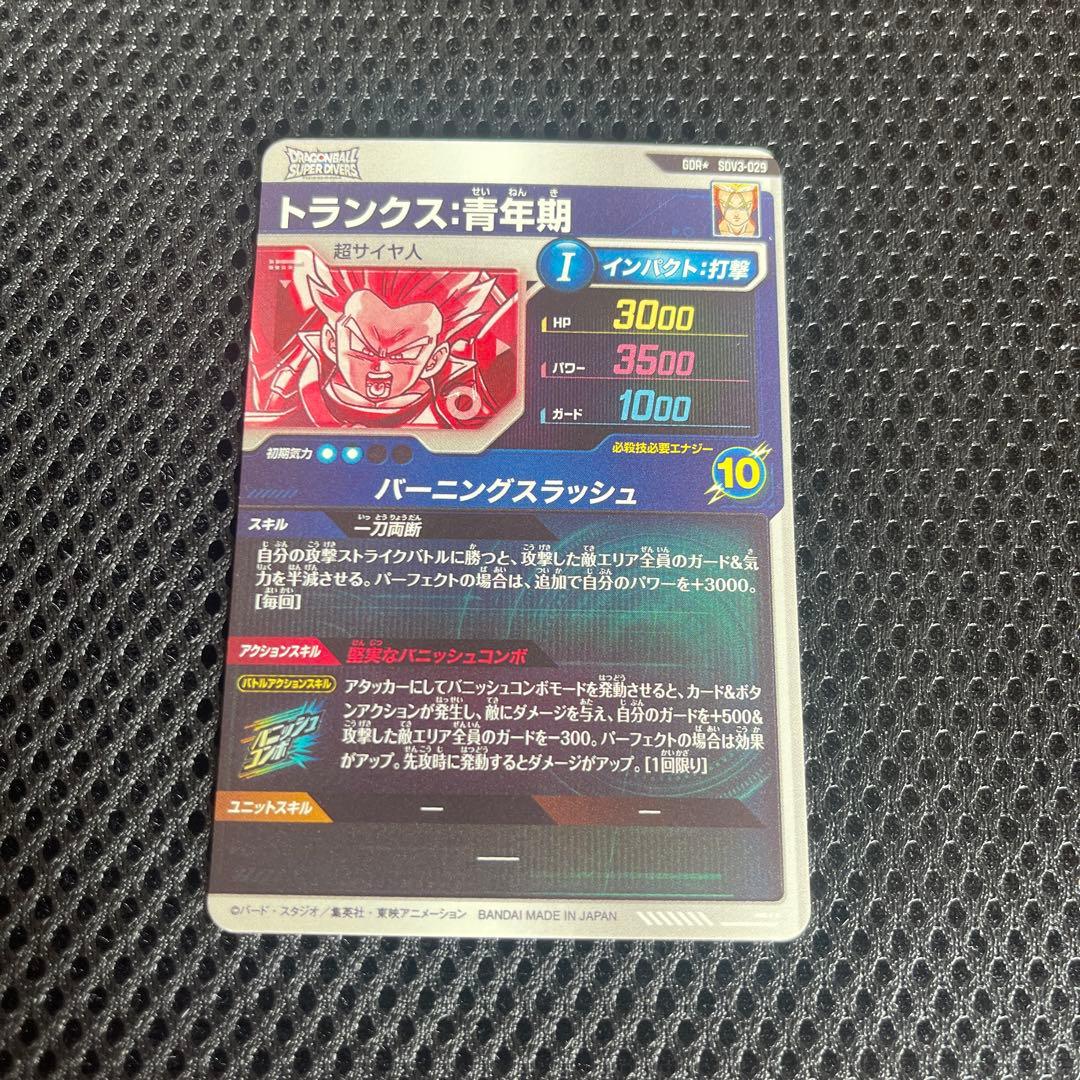 DRAGONBALL
SUPER DIVERS
GDR★ SDV3-029
トランクス:青年期
せいねんき
超サイヤ人
I インパクト:打撃
HP 3000
パワー 3500
ガード 1000
初期気力
必殺技必要エナジー
10
バーニングスラッシュ
スキル 一刀両断
いっとうりょうだん
自分の攻撃ストライクバトルに勝つと、攻撃した敵エリア全員のガード&気
力を半減させる。パーフェクトの場合は、追加で自分のパワーを+3000。
[毎回]
アクションスキル 堅実なバニッシュコンボ
バトルアクションスキル
バニッシュ
コンボ
アタッカーにしてバニッシュコンボモードを発動させると、カード&ボタ
ンアクションが発生し、敵にダメージを与え、自分のガードを+500&
攻撃した敵エリア全員のガードを-300。パーフェクトの場合は効果
がアップ。先攻時に発動するとダメージがアップ。[1回限り]
ユニットスキル — —
—
©バード・スタジオ/集英社・東映アニメーション BANDAI MADE IN JAPAN